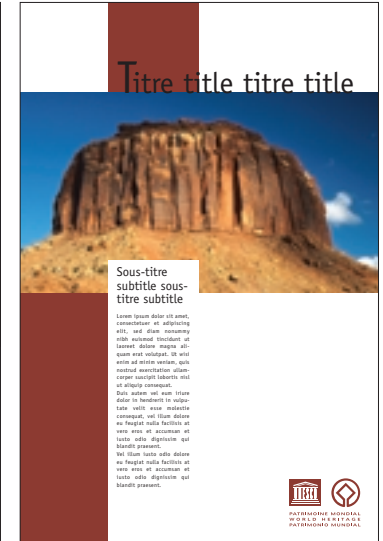 Titre title titre title
Sous-titre
subtitle sous-
titre subtitle
Lorem ipsum dolor sit amet,
consectetuer et adipiscing
elit, sed diam nonummy
nibh euismod tincidunt ut
laoreet dolore magna ali-
quam erat volutpat. Ut wisi
enim ad minim veniam, quis
nostrud exercitation ullam-
corper suscipit lobortis nisl
ut aliquip consequat.
Duis autem vel eum iriure
dolor in hendrerit in vulpu-
tate velit esse molestie
consequat, vel illum dolore
eu feugiat nulla facilisis at
vero eros et accumsan et
iusto odio dignissim qui
blandit praesent.
Vel illum iusto odio dolore
eu feugiat nulla facilisis at
vero eros et accumsan et
iusto odio dignissim qui
blandit praesent.
UNESCO
PATRIMOINE MONDIAL
WORLD HERITAGE
PATRIMONIO MUNDIAL